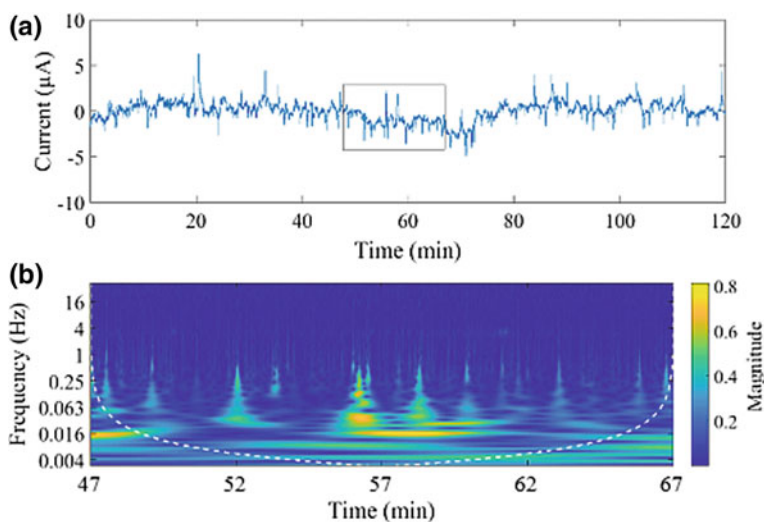 (a)
10
5
0
-5
-10
Current (μA)
0 20 40 60 80 100 120
Time (min)
(b)
16
4
1
0.25
0.063
0.016
0.004
Frequency (Hz)
47 52 57 62 67
Time (min)
0.8
0.6
0.4
0.2
Magnitude